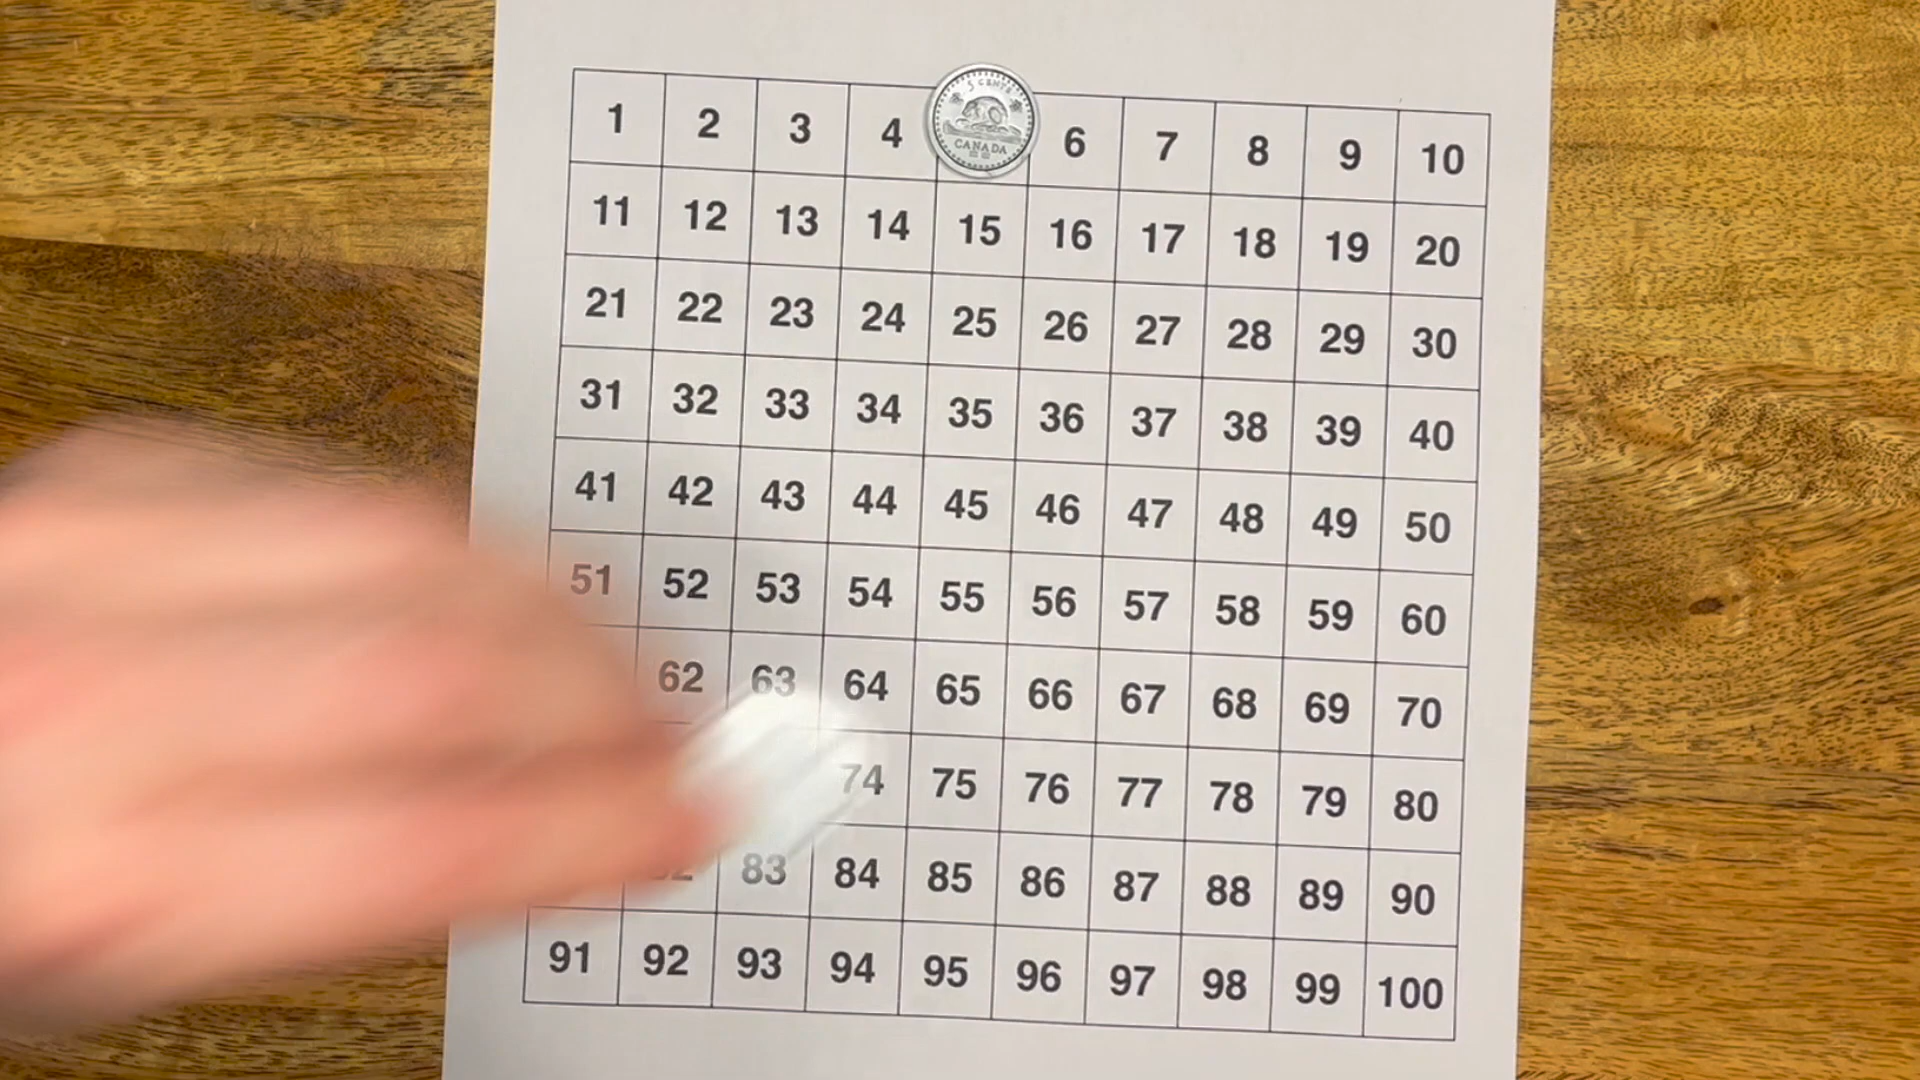 5 CENTS
CANADA
1 2 3 4 6 7 8 9 10
11 12 13 14 15 16 17 18 19 20
21 22 23 24 25 26 27 28 29 30
31 32 33 34 35 36 37 38 39 40
41 42 43 44 45 46 47 48 49 50
51 52 53 54 55 56 57 58 59 60
62 63 64 65 66 67 68 69 70
74 75 76 77 78 79 80
83 84 85 86 87 88 89 90
91 92 93 94 95 96 97 98 99 100